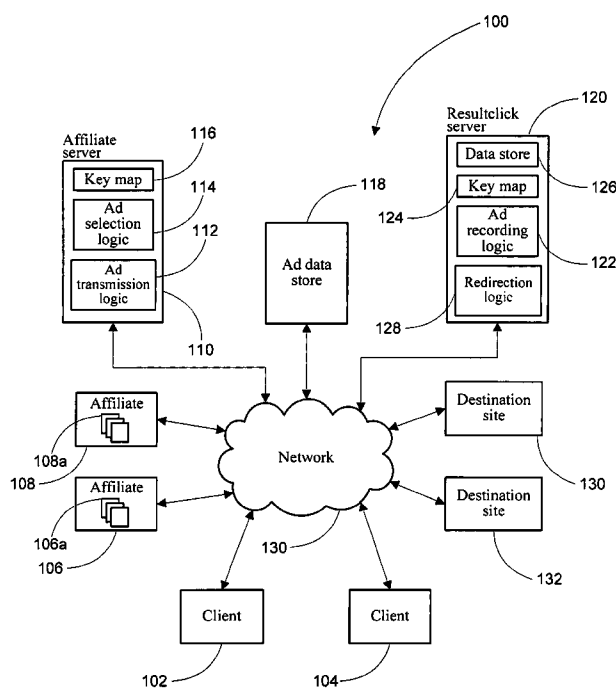 100
Affiliate
server
116
Key map
114
Ad
selection
logic
112
Ad
transmission
logic
110
118
Ad data
store
Resultclick
server
120
Data store
126
124
Key map
Ad
recording
logic
122
Redirection
logic
128
Affiliate
108a
108
Affiliate
106a
106
Network
130
Destination
site
130
Destination
site
132
Client
102
Client
104